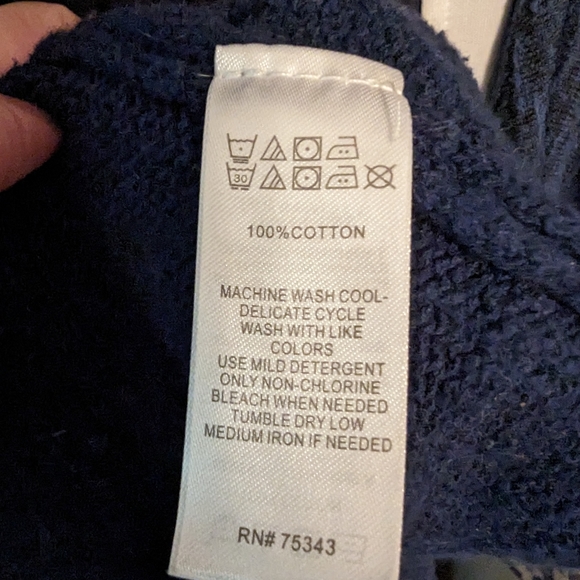 30
100%COTTON
MACHINE WASH COOL-
DELICATE CYCLE
WASH WITH LIKE
COLORS
USE MILD DETERGENT
ONLY NON-CHLORINE
BLEACH WHEN NEEDED
TUMBLE DRY LOW
MEDIUM IRON IF NEEDED
RN# 75343